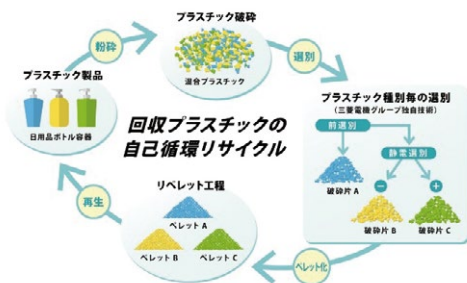 粉砕
プラスチック破砕
混合プラスチック
選別
プラスチック製品
日用品ボトル容器
回収プラスチックの
自己循環リサイクル
プラスチック種別毎の選別
(三菱電機グループ独自技術)
前選別
静電選別
破砕片 A
−
+
破砕片 B
破砕片 C
ペレット化
リペレット工程
ペレット A
ペレット B
ペレット C
再生